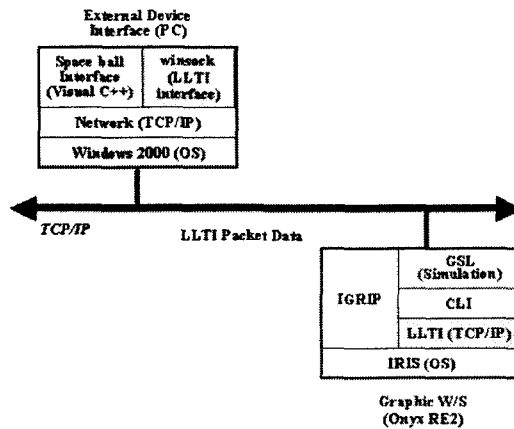 External Device
Interface (PC)
Space ball
Interface
(Visual C++)
winsock
(LLTI
interface)
Network (TCP/IP)
Windows 2000 (OS)
TCP/IP
LLTI Packet Data
IGRIP
GSL
(Simulation)
CLI
LLTI (TCP/IP)
IRIS (OS)
Graphic W/S
(Onyx RE2)